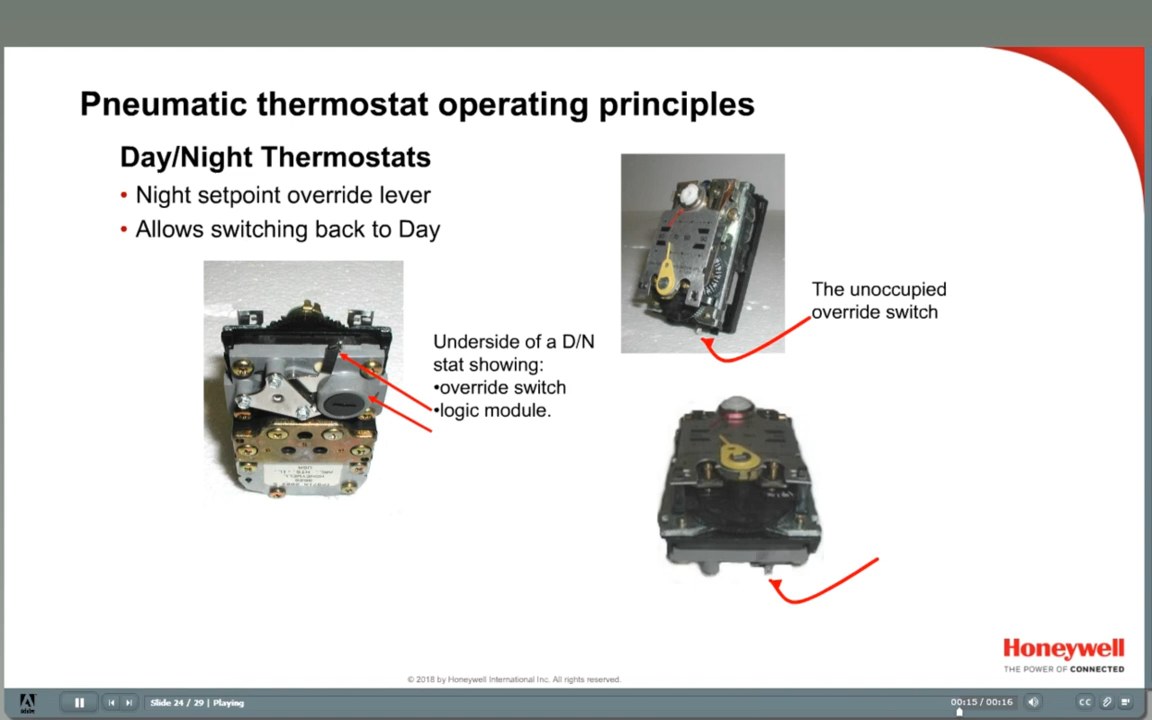 Pneumatic thermostat operating principles
Day/Night Thermostats
• Night setpoint override lever
• Allows switching back to Day
The unoccupied
override switch
Underside of a D/N
stat showing:
•override switch
•logic module.
Honeywell
THE POWER OF CONNECTED
© 2018 by Honeywell International Inc. All rights reserved.
Slide 24 / 29 | Playing
00:15 / 00:16
CC